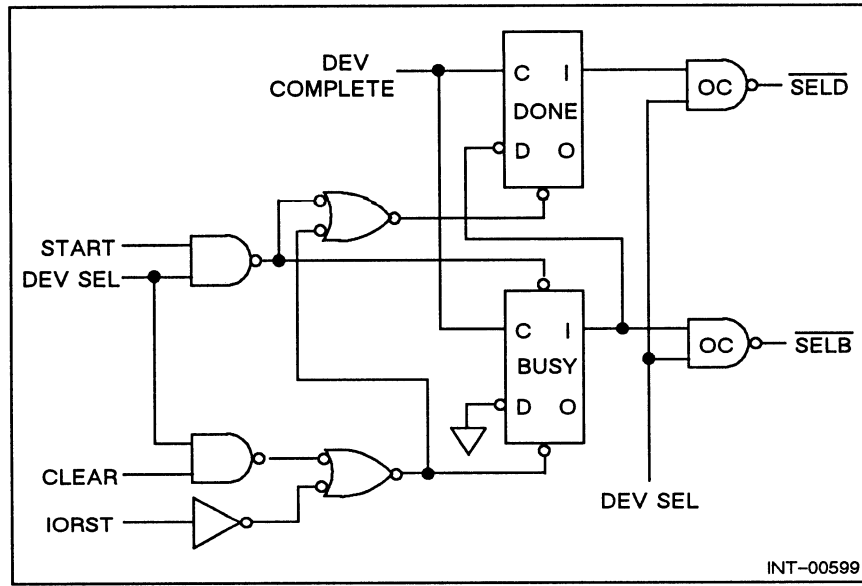 DEV
COMPLETE
C I
DONE
D O
OC
SELD
START
DEV SEL
C I
BUSY
D O
OC
SELB
CLEAR
IORST
DEV SEL
INT-00599